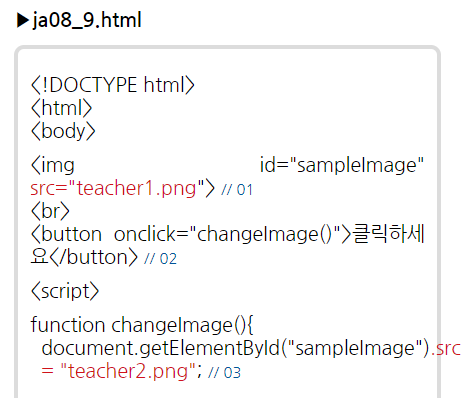 ▶ja08_9.html
<!DOCTYPE html>
<html>
<body>
<img id="sampleImage"
src="teacher1.png"> // 01
<br>
<button onclick="changeImage()">클릭하세
요</button> // 02
<script>
function changeImage(){
document.getElementById("sampleImage").src
= "teacher2.png"; // 03